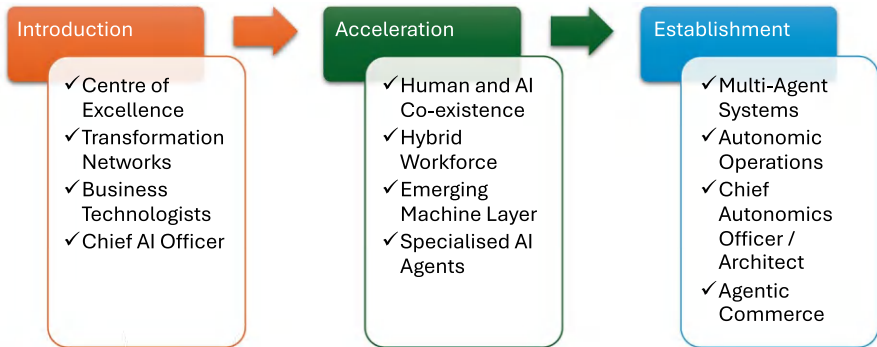 Introduction
✓Centre of
Excellence
✓Transformation
Networks
✓Business
Technologists
✓Chief AI Officer
Acceleration
✓Human and AI
Co-existence
✓Hybrid
Workforce
✓Emerging
Machine Layer
✓Specialised AI
Agents
Establishment
✓Multi-Agent
Systems
✓Autonomic
Operations
✓Chief
Autonomics
Officer /
Architect
✓Agentic
Commerce